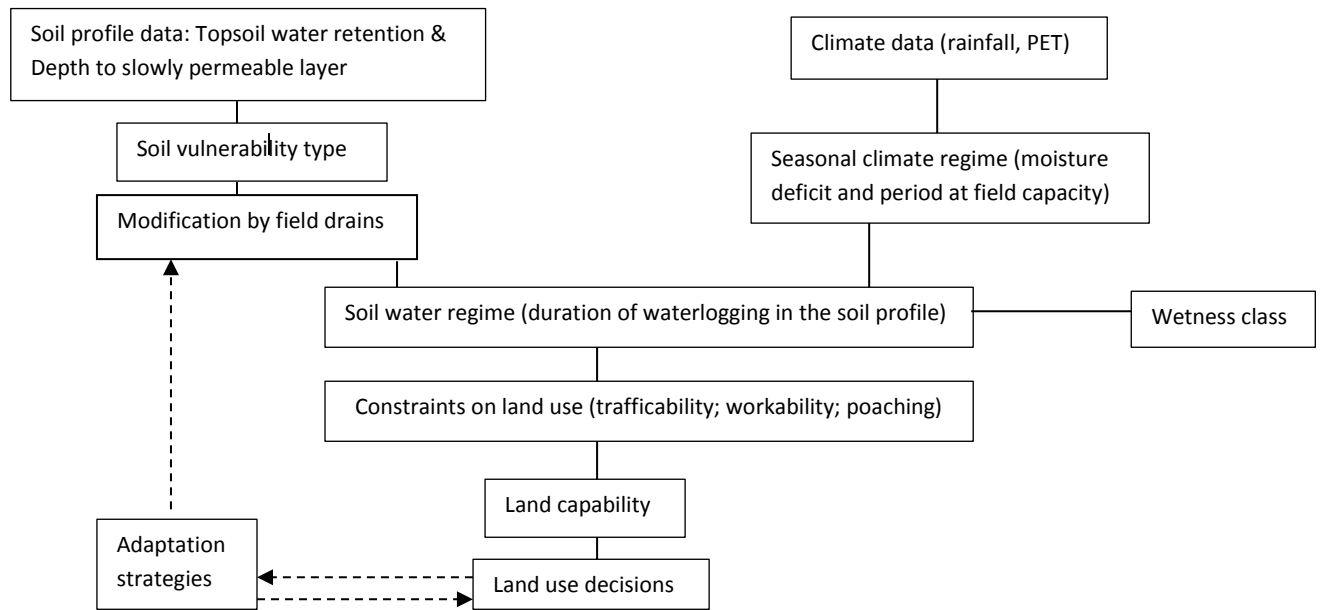 Soil profile data: Topsoil water retention &
Depth to slowly permeable layer
Climate data (rainfall, PET)
Soil vulnerability type
Seasonal climate regime (moisture
deficit and period at field capacity)
Modification by field drains
Soil water regime (duration of waterlogging in the soil profile)
Wetness class
Constraints on land use (trafficability; workability; poaching)
Land capability
Adaptation
strategies
Land use decisions